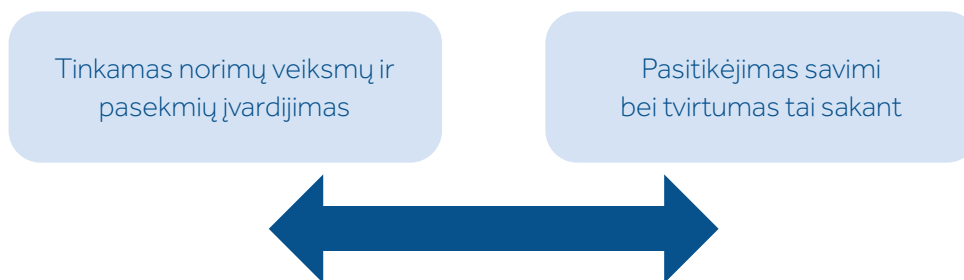 Tinkamas norimų veiksmų ir
pasekmių įvardijimas
Pasitikėjimas savimi
bei tvirtumas tai sakant